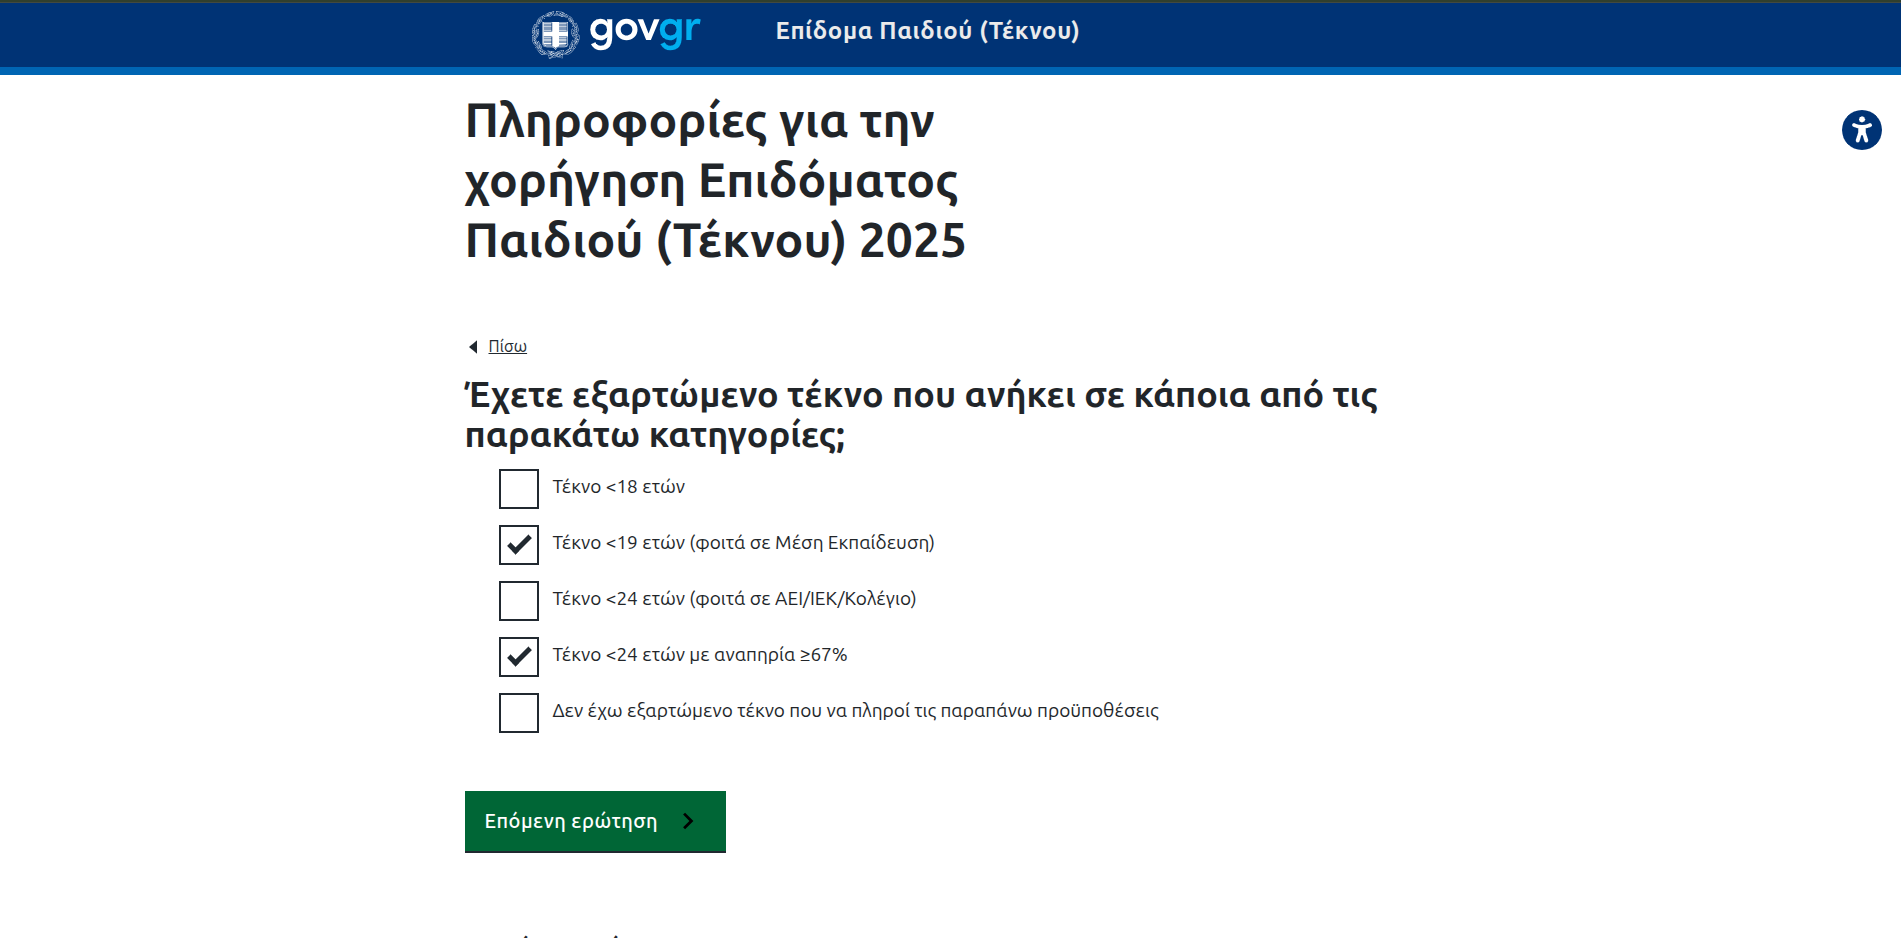 govgr
Επίδομα Παιδιού (Τέκνου)
Πληροφορίες για την
χορήγηση Επιδόματος
Παιδιού (Τέκνου) 2025
Πίσω
Έχετε εξαρτώμενο τέκνο που ανήκει σε κάποια από τις
παρακάτω κατηγορίες;
Τέκνο <18 ετών
Τέκνο <19 ετών (φοιτά σε Μέση Εκπαίδευση)
Τέκνο <24 ετών (φοιτά σε ΑΕΙ/ΙΕΚ/Κολέγιο)
Τέκνο <24 ετών με αναπηρία ≥67%
Δεν έχω εξαρτώμενο τέκνο που να πληροί τις παραπάνω προϋποθέσεις
Επόμενη ερώτηση